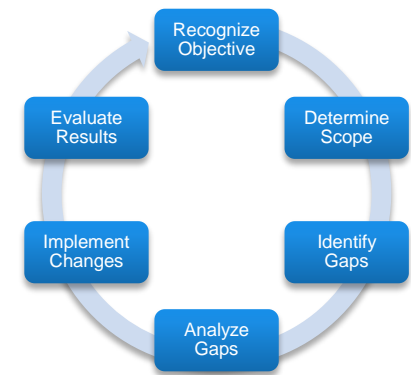 Recognize
Objective
Determine
Scope
Identify
Gaps
Analyze
Gaps
Implement
Changes
Evaluate
Results